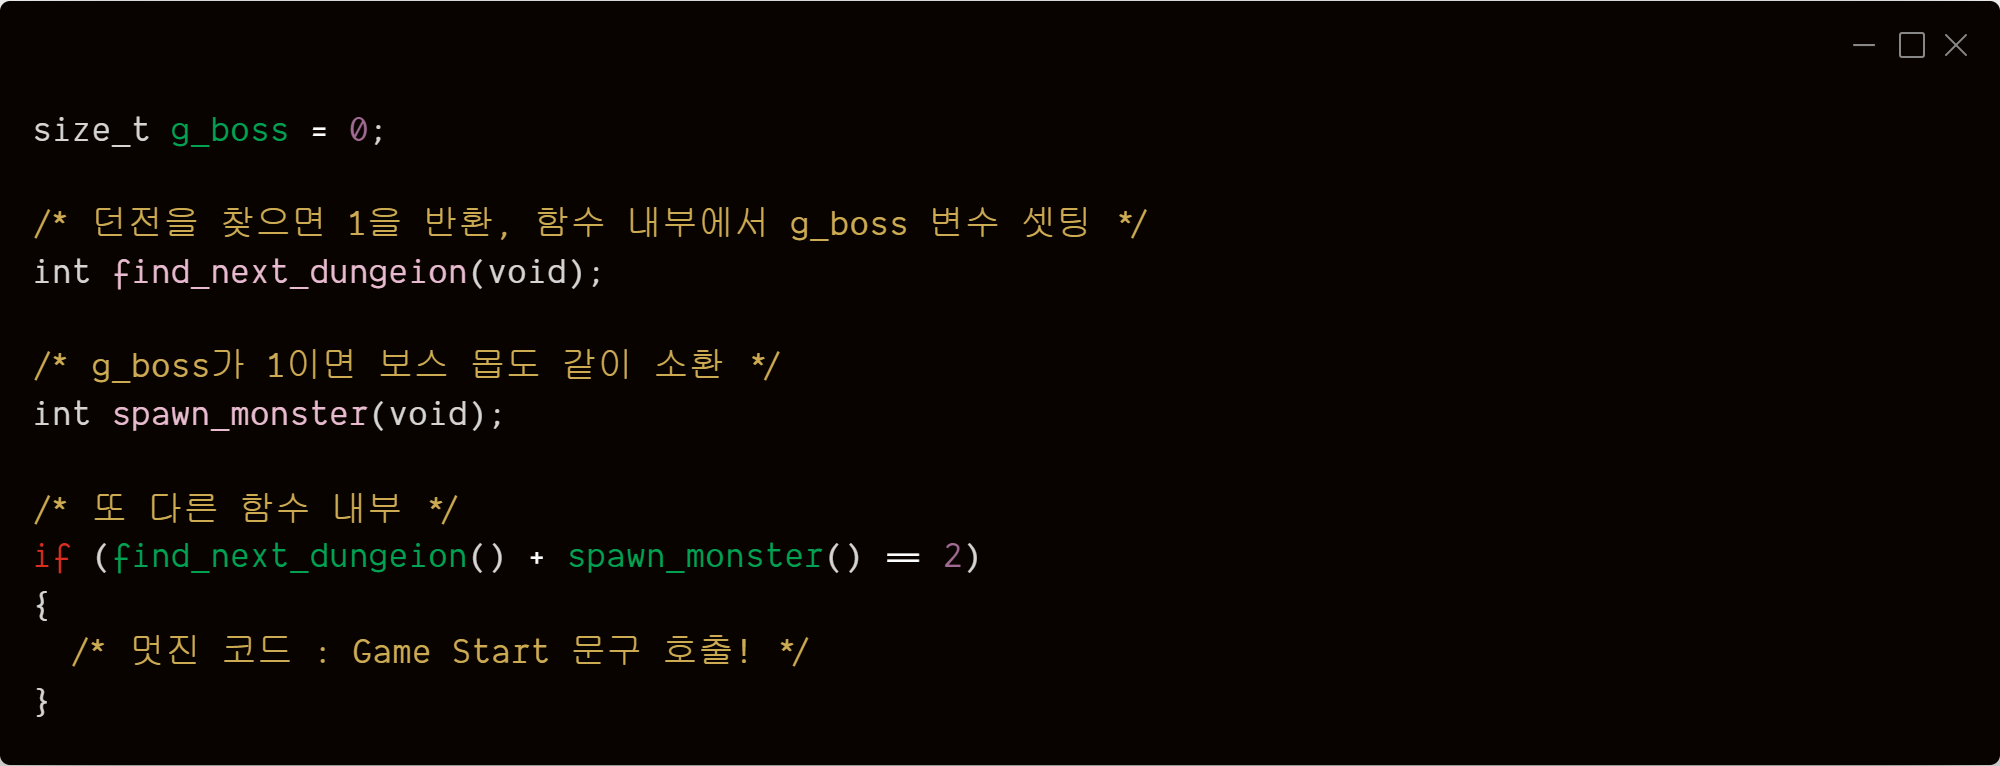 size_t g_boss = 0;
/* 던전을 찾으면 1을 반환, 함수 내부에서 g_boss 변수 셋팅 */
int find_next_dungeion(void);
/* g_boss가 1이면 보스 몹도 같이 소환 */
int spawn_monster(void);
/* 또 다른 함수 내부 */
if (find_next_dungeion() + spawn_monster() == 2)
{
/* 멋진 코드 : Game Start 문구 호출! */
}